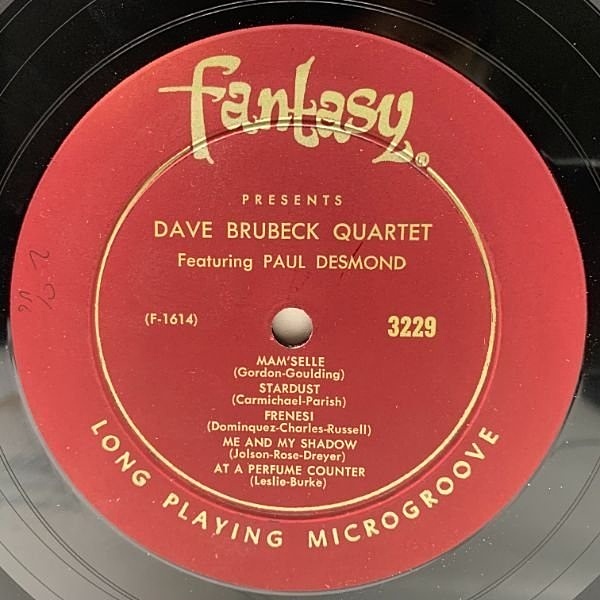 fantasy®
PRESENTS
DAVE BRUBECK QUARTET
Featuring PAUL DESMOND
(F-1614)
3229
MAM'SELLE
(Gordon-Goulding)
STARDUST
(Carmichael-Parish)
FRENESI
(Dominquez-Charles-Russell)
ME AND MY SHADOW
(Jolson-Rose-Dreyer)
AT A PERFUME COUNTER
(Leslie-Burke)
LONG PLAYING MICROGROOVE